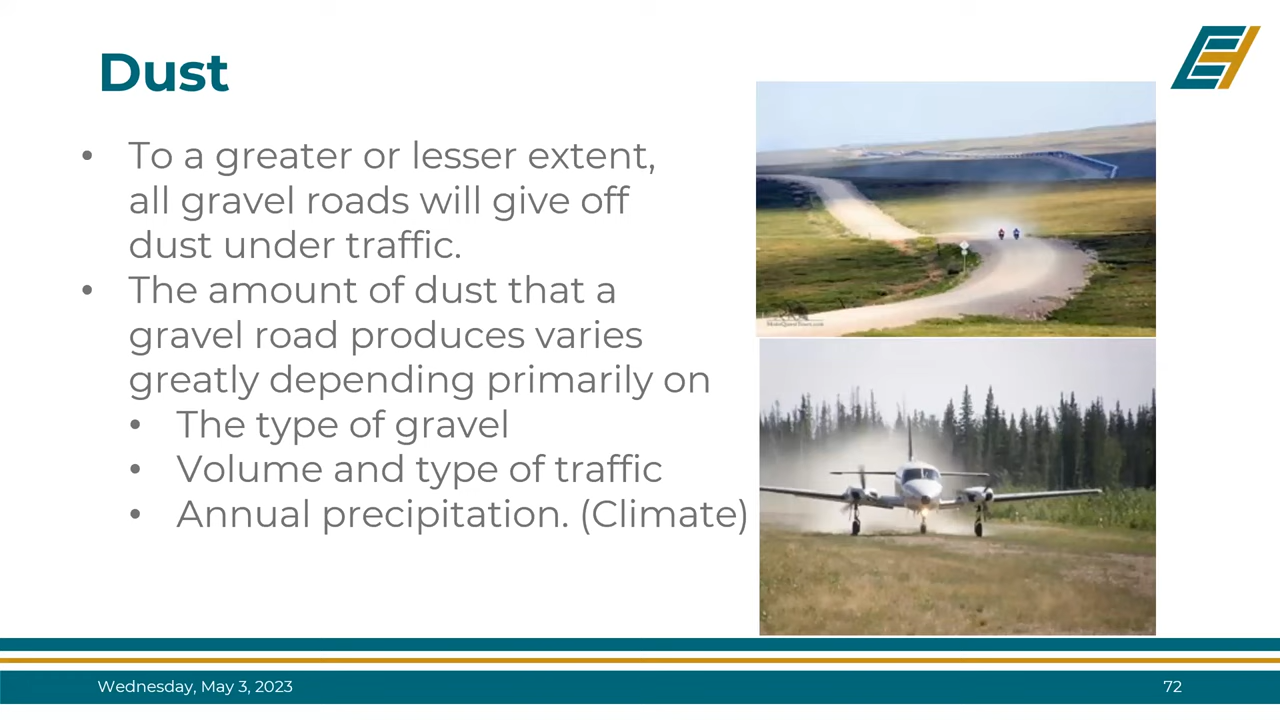 Dust
• To a greater or lesser extent,
all gravel roads will give off
dust under traffic.
• The amount of dust that a
gravel road produces varies
greatly depending primarily on
• The type of gravel
• Volume and type of traffic
• Annual precipitation. (Climate)
Wednesday, May 3, 2023
72